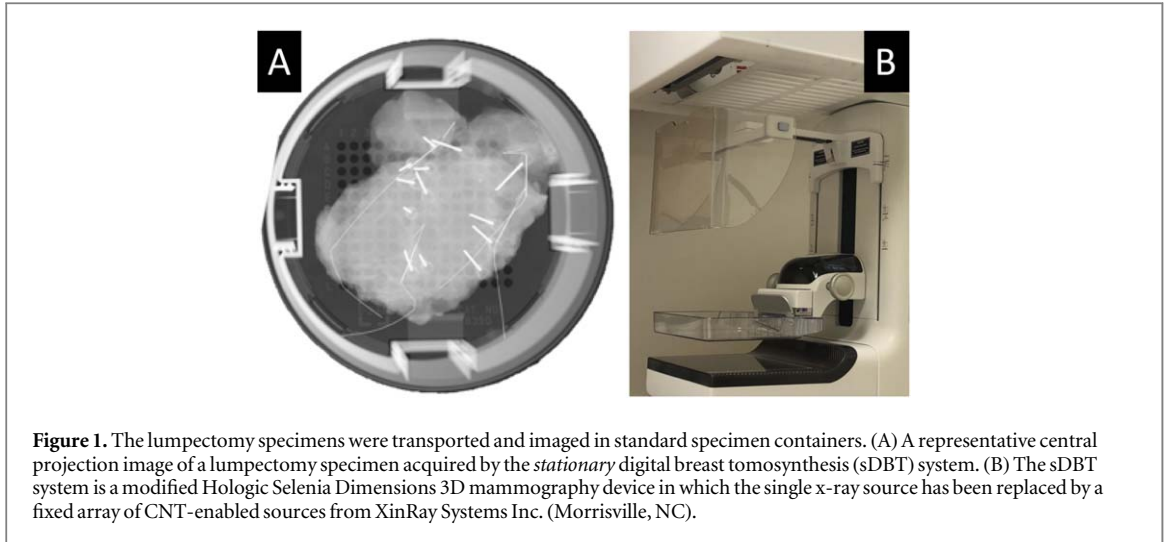 A
B
Figure 1. The lumpectomy specimens were transported and imaged in standard specimen containers. (A) A representative central
projection image of a lumpectomy specimen acquired by the stationary digital breast tomosynthesis (sDBT) system. (B) The sDBT
system is a modified Hologic Selenia Dimensions 3D mammography device in which the single x-ray source has been replaced by a
fixed array of CNT-enabled sources from XinRay Systems Inc. (Morrisville, NC).